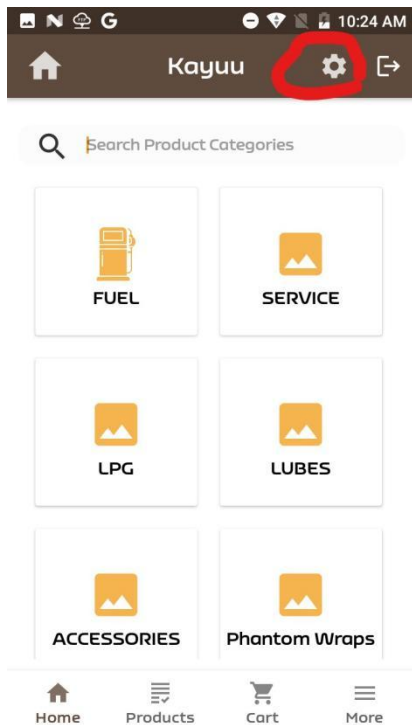 10:24 AM
Kayuu
Search Product Categories
FUEL
SERVICE
LPG
LUBES
ACCESSORIES
Phantom Wraps
Home
Products
Cart
More